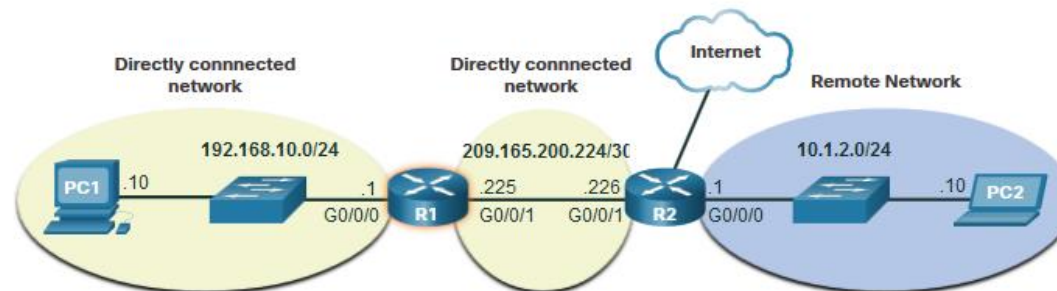 Internet
Directly connnected
network
Directly connnected
network
Remote Network
192.168.10.0/24
209.165.200.224/30
10.1.2.0/24
PC1
.10
.1
G0/0/0
R1
.225
G0/0/1
.226
G0/0/1
R2
.1
G0/0/0
.10
PC2